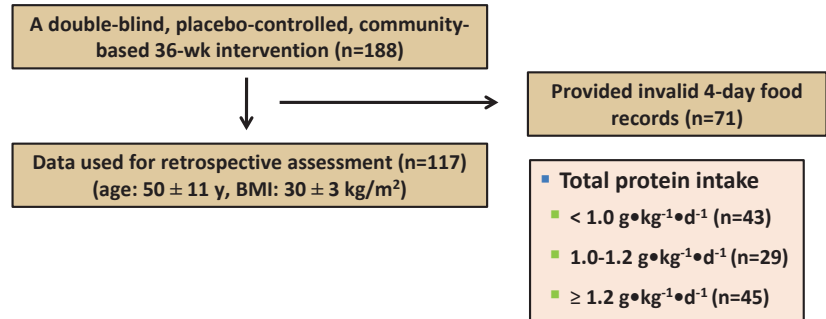 A double-blind, placebo-controlled, community-
based 36-wk intervention (n=188)
Provided invalid 4-day food
records (n=71)
Data used for retrospective assessment (n=117)
(age: 50 ± 11 y, BMI: 30 ± 3 kg/m²)
Total protein intake
< 1.0 g•kg⁻¹•d⁻¹ (n=43)
1.0-1.2 g•kg⁻¹•d⁻¹ (n=29)
≥ 1.2 g•kg⁻¹•d⁻¹ (n=45)